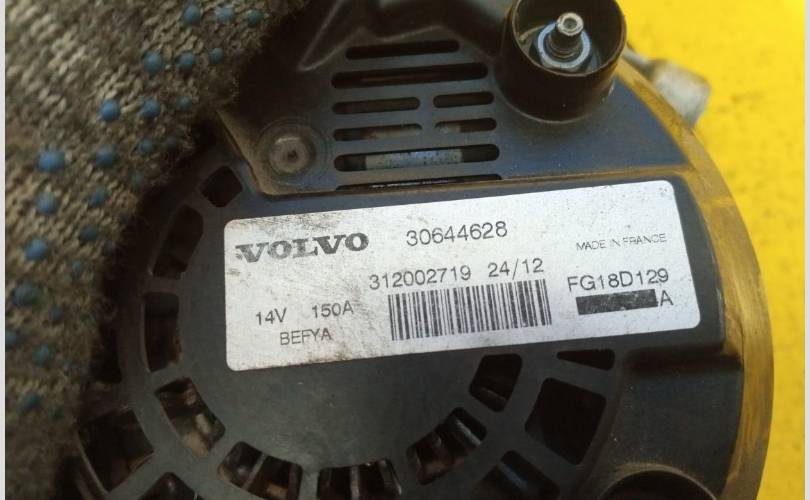 VOLVO 30644628
MADE IN FRANCE
312002719 24/12
FG18D129
14V 150A
A
BEFYA